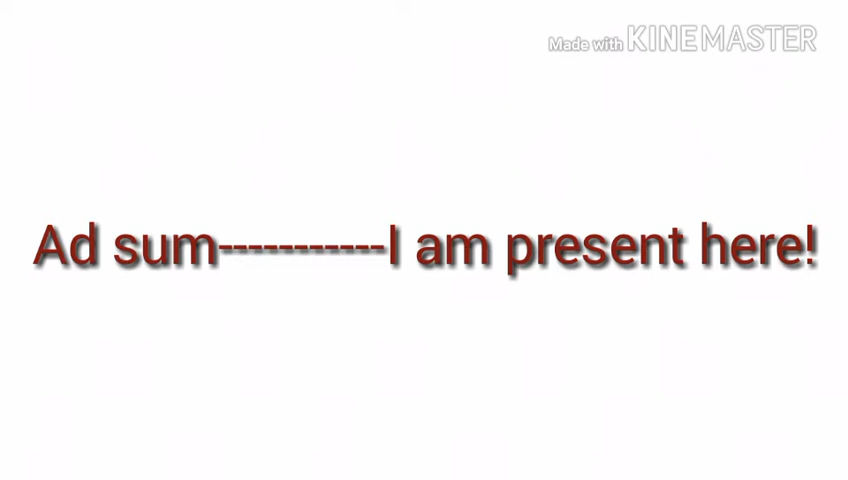 Made with KINEMASTER
Ad sum-----------I am present here!